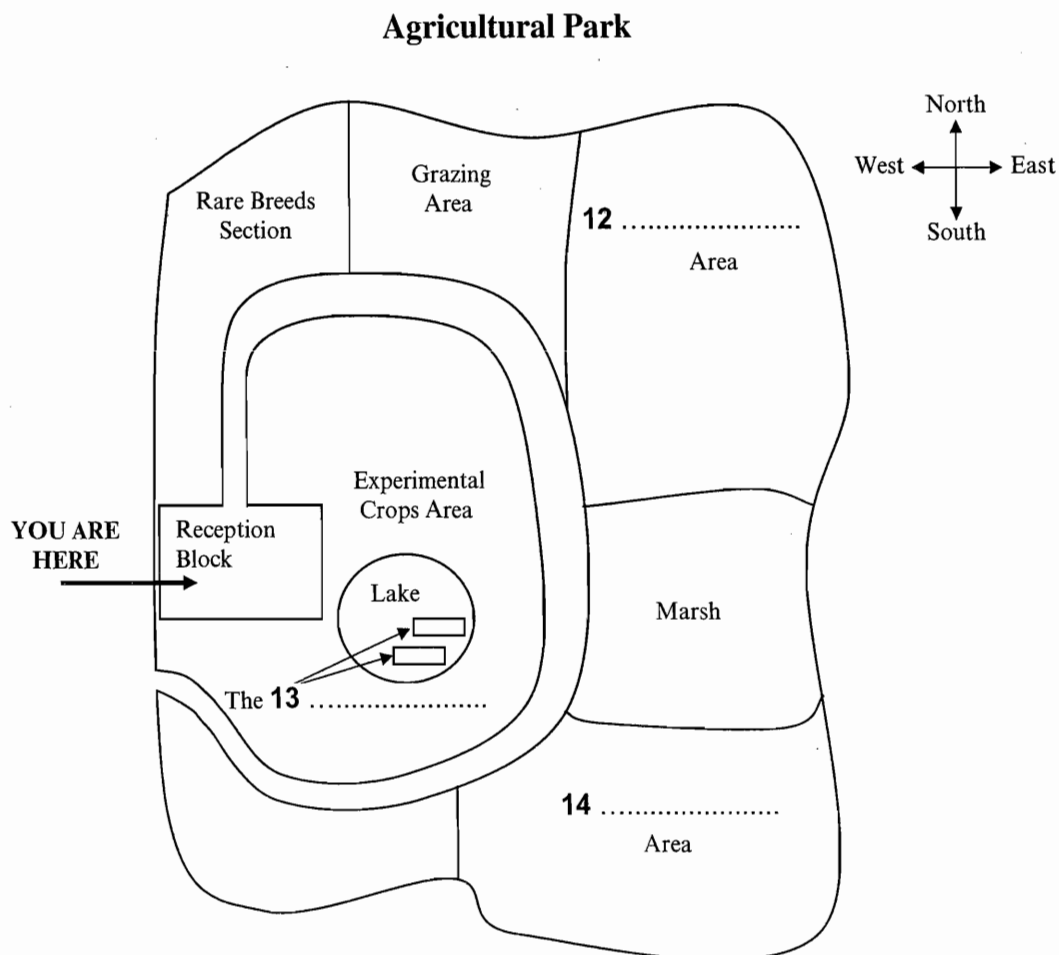 Agricultural Park
North
West
East
South
Rare Breeds
Section
Grazing
Area
12 ........................
Area
Experimental
Crops Area
YOU ARE
HERE
Reception
Block
Lake
Marsh
The 13 ........................
14 ........................
Area